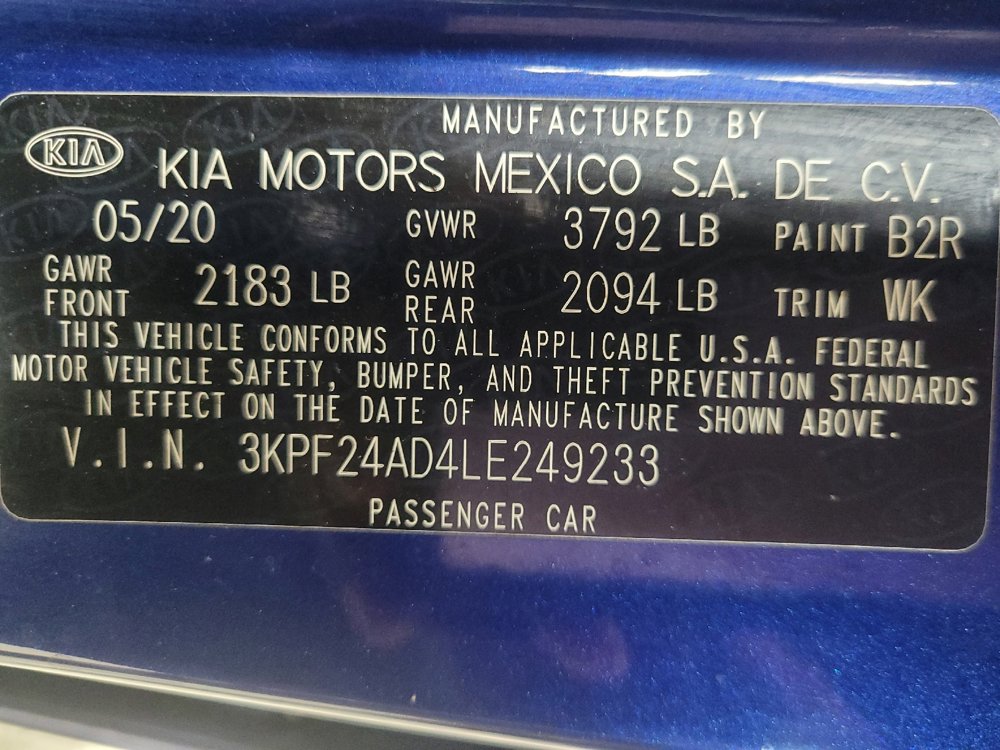 MANUFACTURED BY
KIA KIA MOTORS MEXICO S.A. DE C.V.
05/20 GVWR 3792 LB PAINT B2R
GAWR FRONT 2183 LB GAWR REAR 2094 LB TRIM WK
THIS VEHICLE CONFORMS TO ALL APPLICABLE U.S.A. FEDERAL
MOTOR VEHICLE SAFETY, BUMPER, AND THEFT PREVENTION STANDARDS
IN EFFECT ON THE DATE OF MANUFACTURE SHOWN ABOVE.
V.I.N. 3KPF24AD4LE249233
PASSENGER CAR